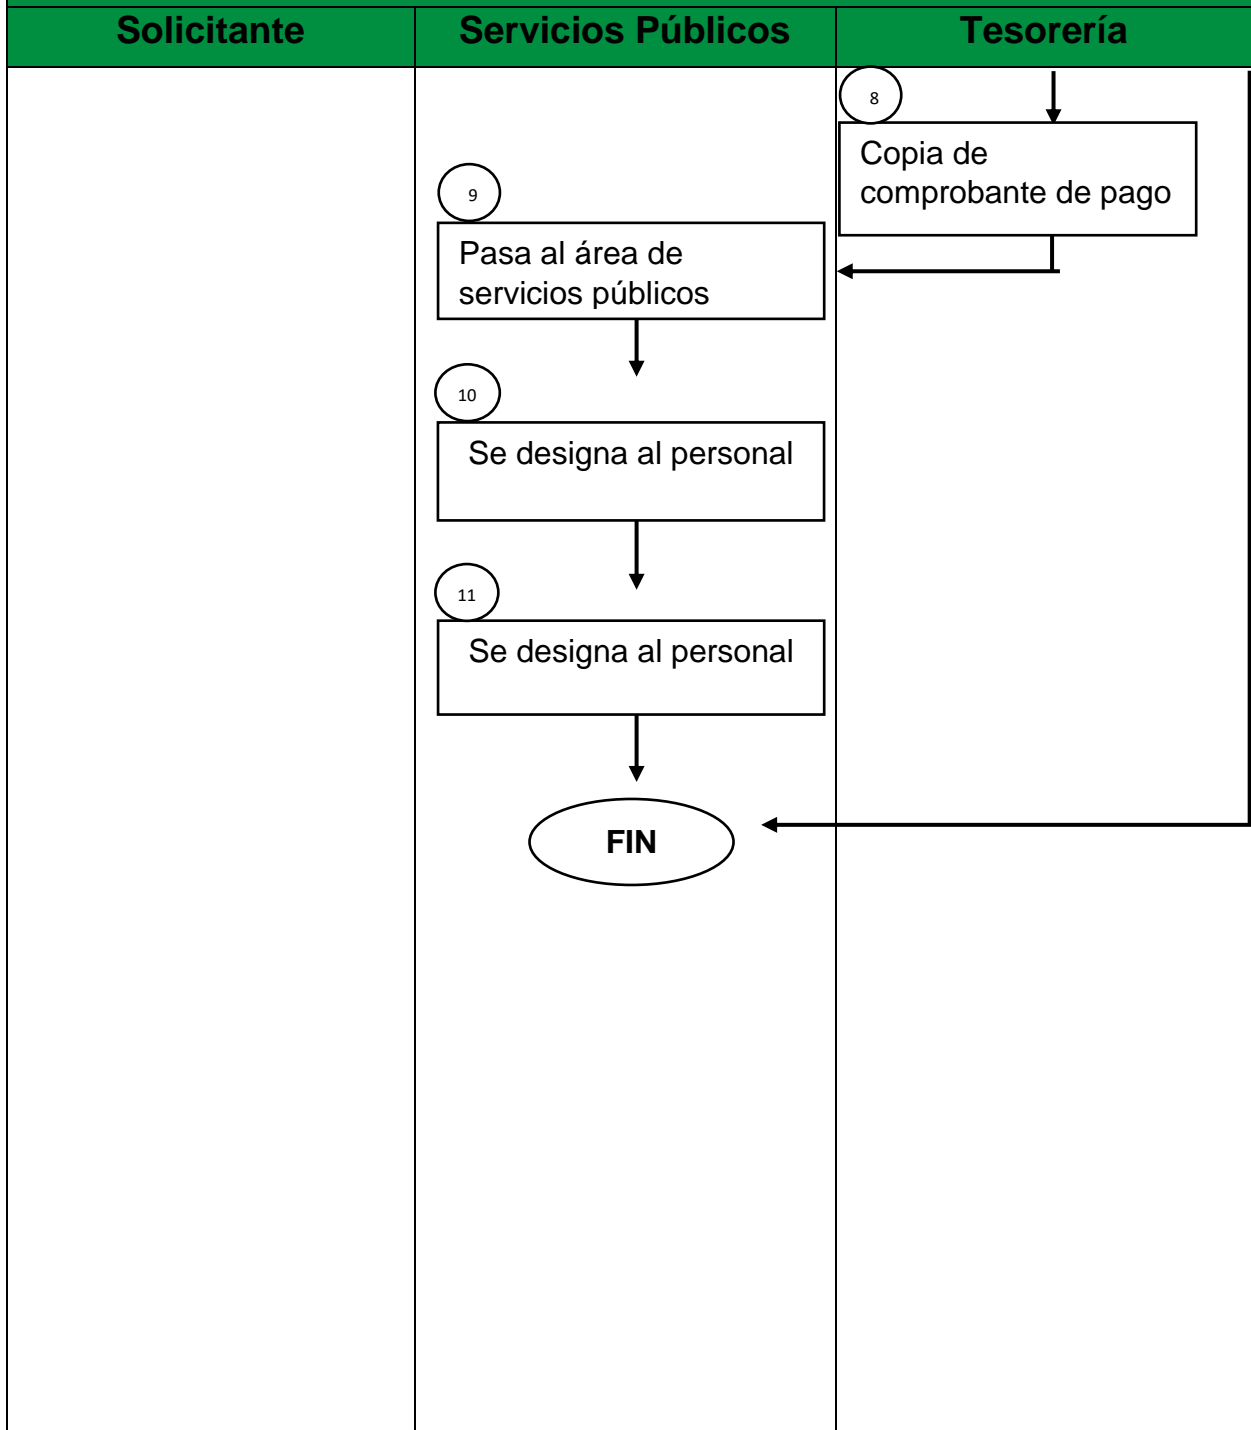 Solicitante
Servicios Públicos
Tesorería
8
Copia de
comprobante de pago
9
Pasa al área de
servicios públicos
10
Se designa al personal
11
Se designa al personal
FIN